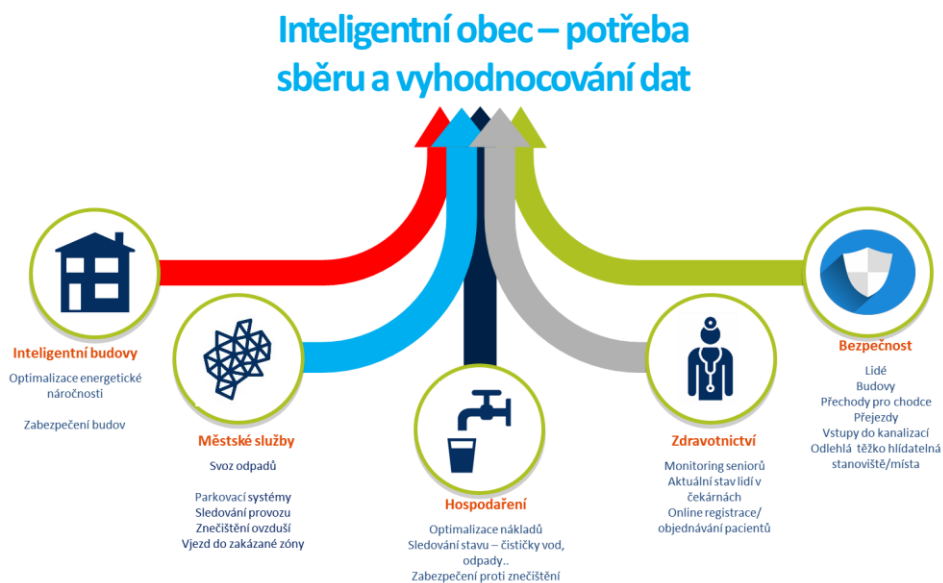 Inteligentní obec – potřeba
sběru a vyhodnocování dat
Inteligentní budovy
Optimalizace energetické
náročnosti
Zabezpečení budov
Městské služby
Svoz odpadů
Parkovací systémy
Sledování provozu
Znečištění ovzduší
Vjezd do zakázané zóny
Hospodaření
Optimalizace nákladů
Sledování stavu – čističky vod,
odpady..
Zabezpečení proti znečištění
Zdravotnictví
Monitoring seniorů
Aktuální stav lidí v
čekárnách
Online registrace/
objednávání pacientů
Bezpečnost
Lidé
Budovy
Přechody pro chodce
Přejezdy
Vstupy do kanalizací
Odlehlá těžko hlídatelná
stanoviště/místa